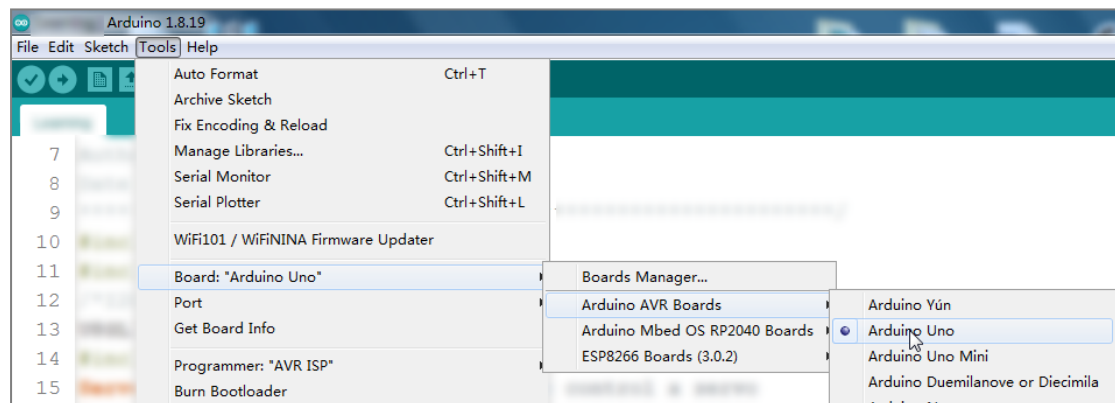 Arduino 1.8.19
File Edit Sketch Tools Help
Auto Format Ctrl+T
Archive Sketch
Fix Encoding & Reload
Manage Libraries... Ctrl+Shift+I
Serial Monitor Ctrl+Shift+M
Serial Plotter Ctrl+Shift+L
WiFi101 / WiFiNINA Firmware Updater
Board: "Arduino Uno"
Port
Get Board Info
Programmer: "AVR ISP"
Burn Bootloader
Boards Manager...
Arduino AVR Boards
Arduino Mbed OS RP2040 Boards
ESP8266 Boards (3.0.2)
Arduino Yún
Arduino Uno
Arduino Uno Mini
Arduino Duemilanove or Diecimila
7
8
9
10
11
12
13
14
15 control a servo